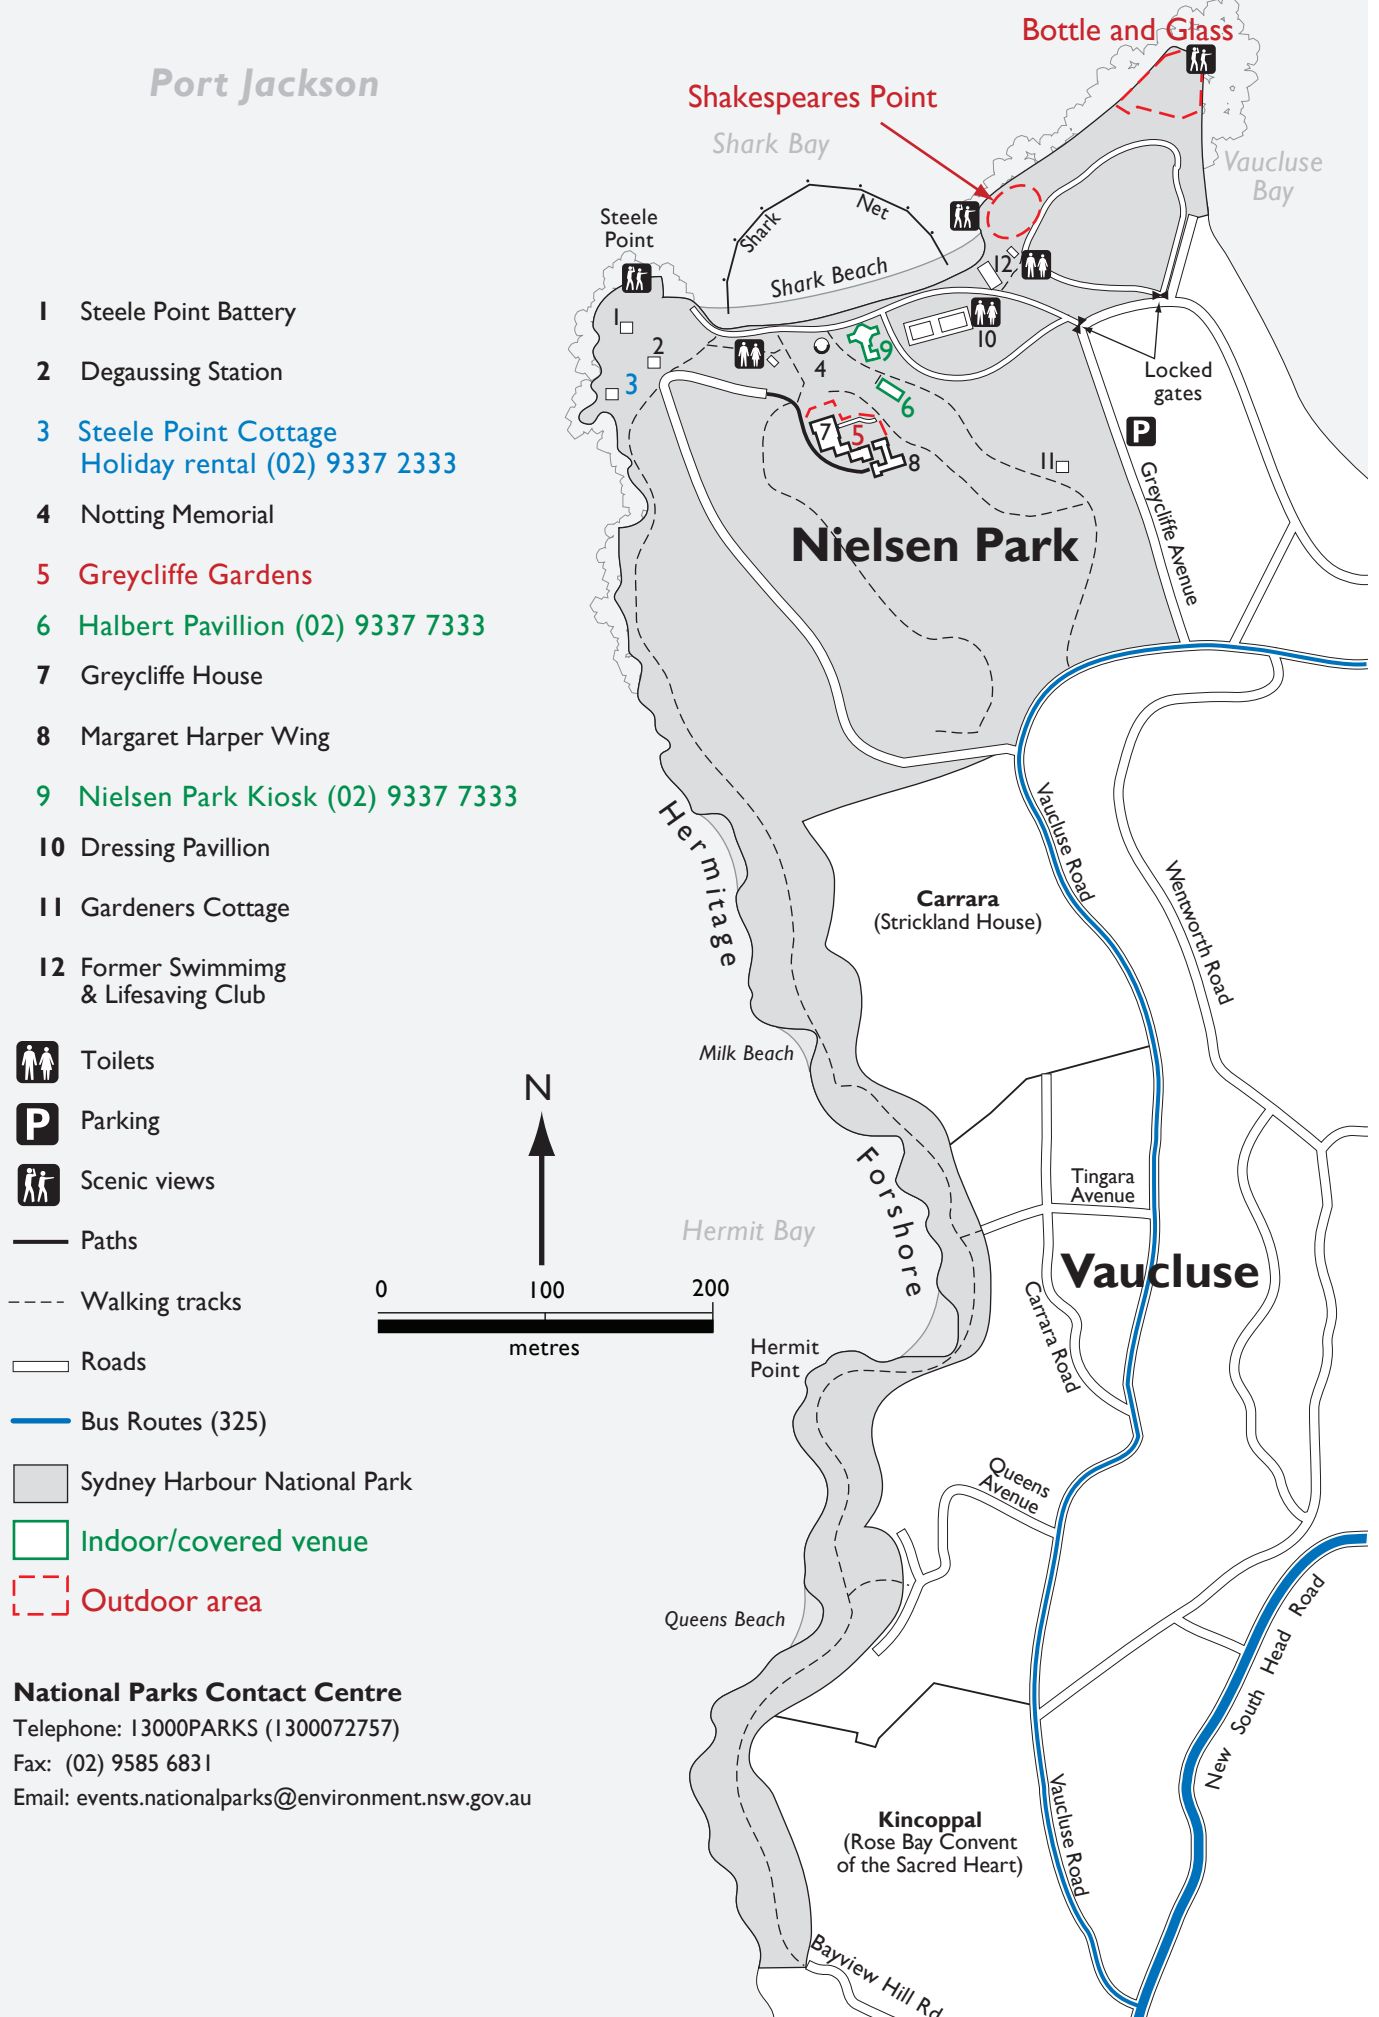 Bottle and Glass
Port Jackson
Shakespeares Point
Shark Bay
Vaucluse
Bay
Shark
Net
Steele
Point
Shark Beach
12
1
2
3
10
9
4
6
Locked
gates
P
7
5
8
11
Greycliffe Avenue
Nielsen Park
1 Steele Point Battery
2 Degaussing Station
3 Steele Point Cottage
Holiday rental (02) 9337 2333
4 Notting Memorial
5 Greycliffe Gardens
6 Halbert Pavillion (02) 9337 7333
7 Greycliffe House
8 Margaret Harper Wing
9 Nielsen Park Kiosk (02) 9337 7333
10 Dressing Pavillion
11 Gardeners Cottage
12 Former Swimmimg
& Lifesaving Club
Toilets
P Parking
Scenic views
Paths
Walking tracks
Roads
Bus Routes (325)
Sydney Harbour National Park
Indoor/covered venue
Outdoor area
National Parks Contact Centre
Telephone: 13000PARKS (1300072757)
Fax: (02) 9585 6831
Email: events.nationalparks@environment.nsw.gov.au
N
0 100 200
metres
Hermitage
Forshore
Vaucluse Road
Wentworth Road
Carrara
(Strickland House)
Milk Beach
Tingara
Avenue
Hermit Bay
Vaucluse
Carrara Road
Hermit
Point
Queens
Avenue
Queens Beach
New South Head Road
Kincoppal
(Rose Bay Convent
of the Sacred Heart)
Vaucluse Road
Bayview Hill Rd